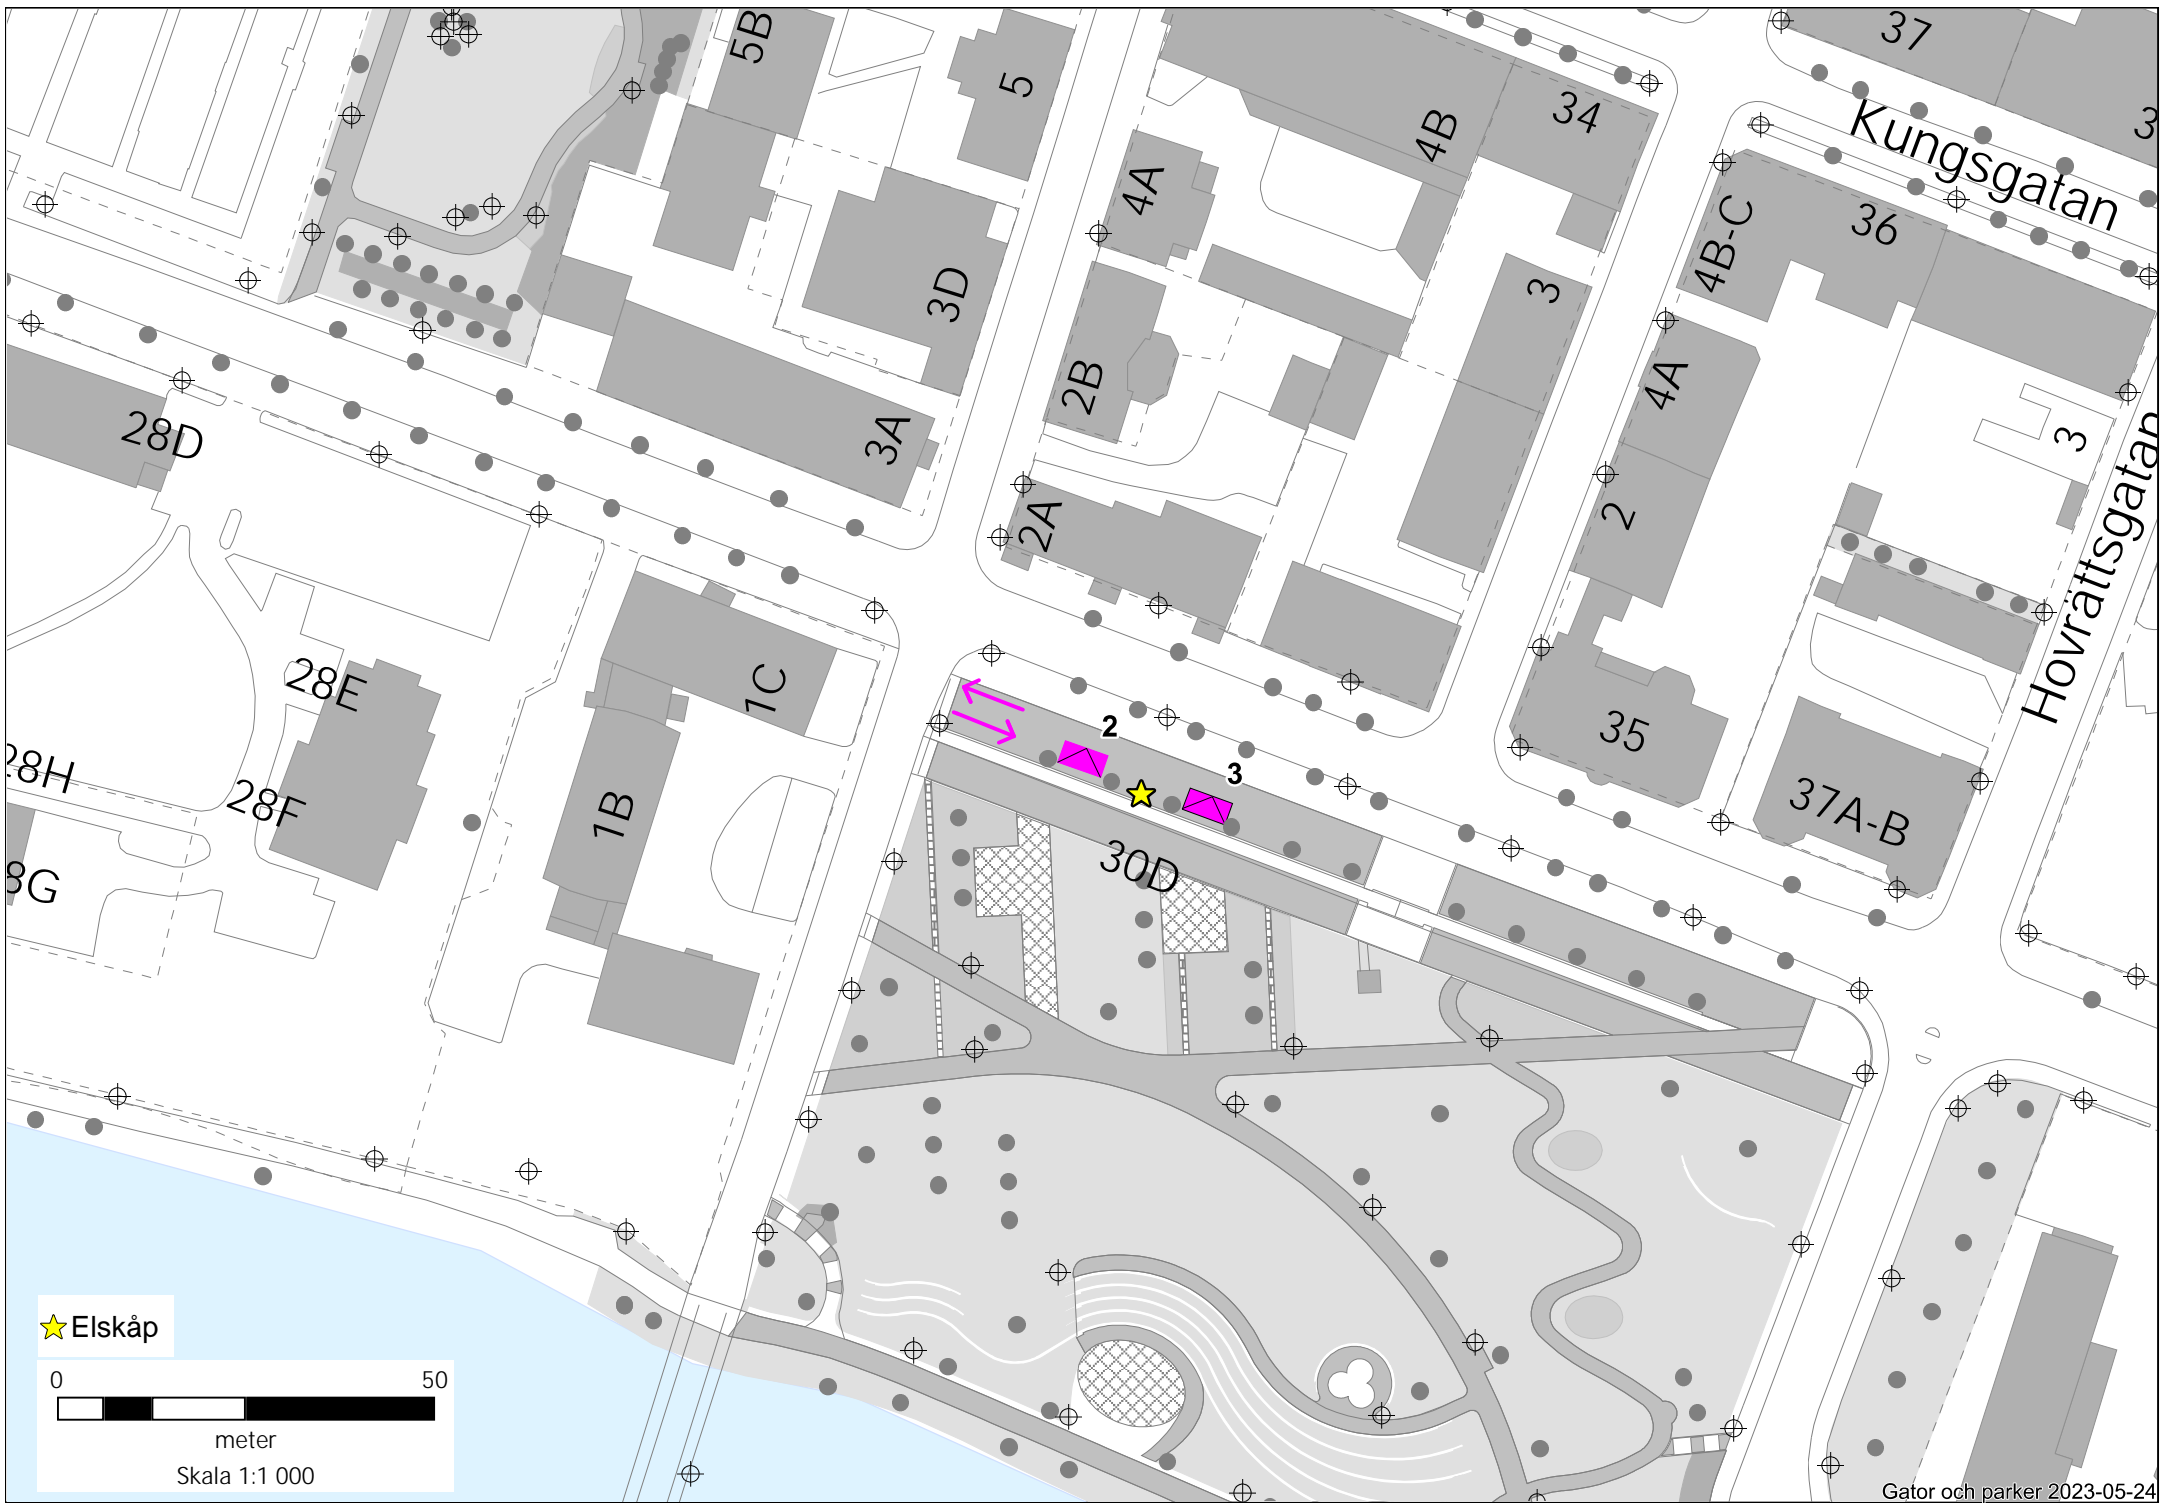 5B
5
37
34
4B
Kungsgatan
4A
36
4B-C
3D
3
2B
4A
3
28D
3A
2
2A
Hovrättsgatan
28E
1C
2
35
3
28H
28F
1B
37A-B
30D
8G
Elskåp
0 50
meter
Skala 1:1 000
Gator och parker 2023-05-24